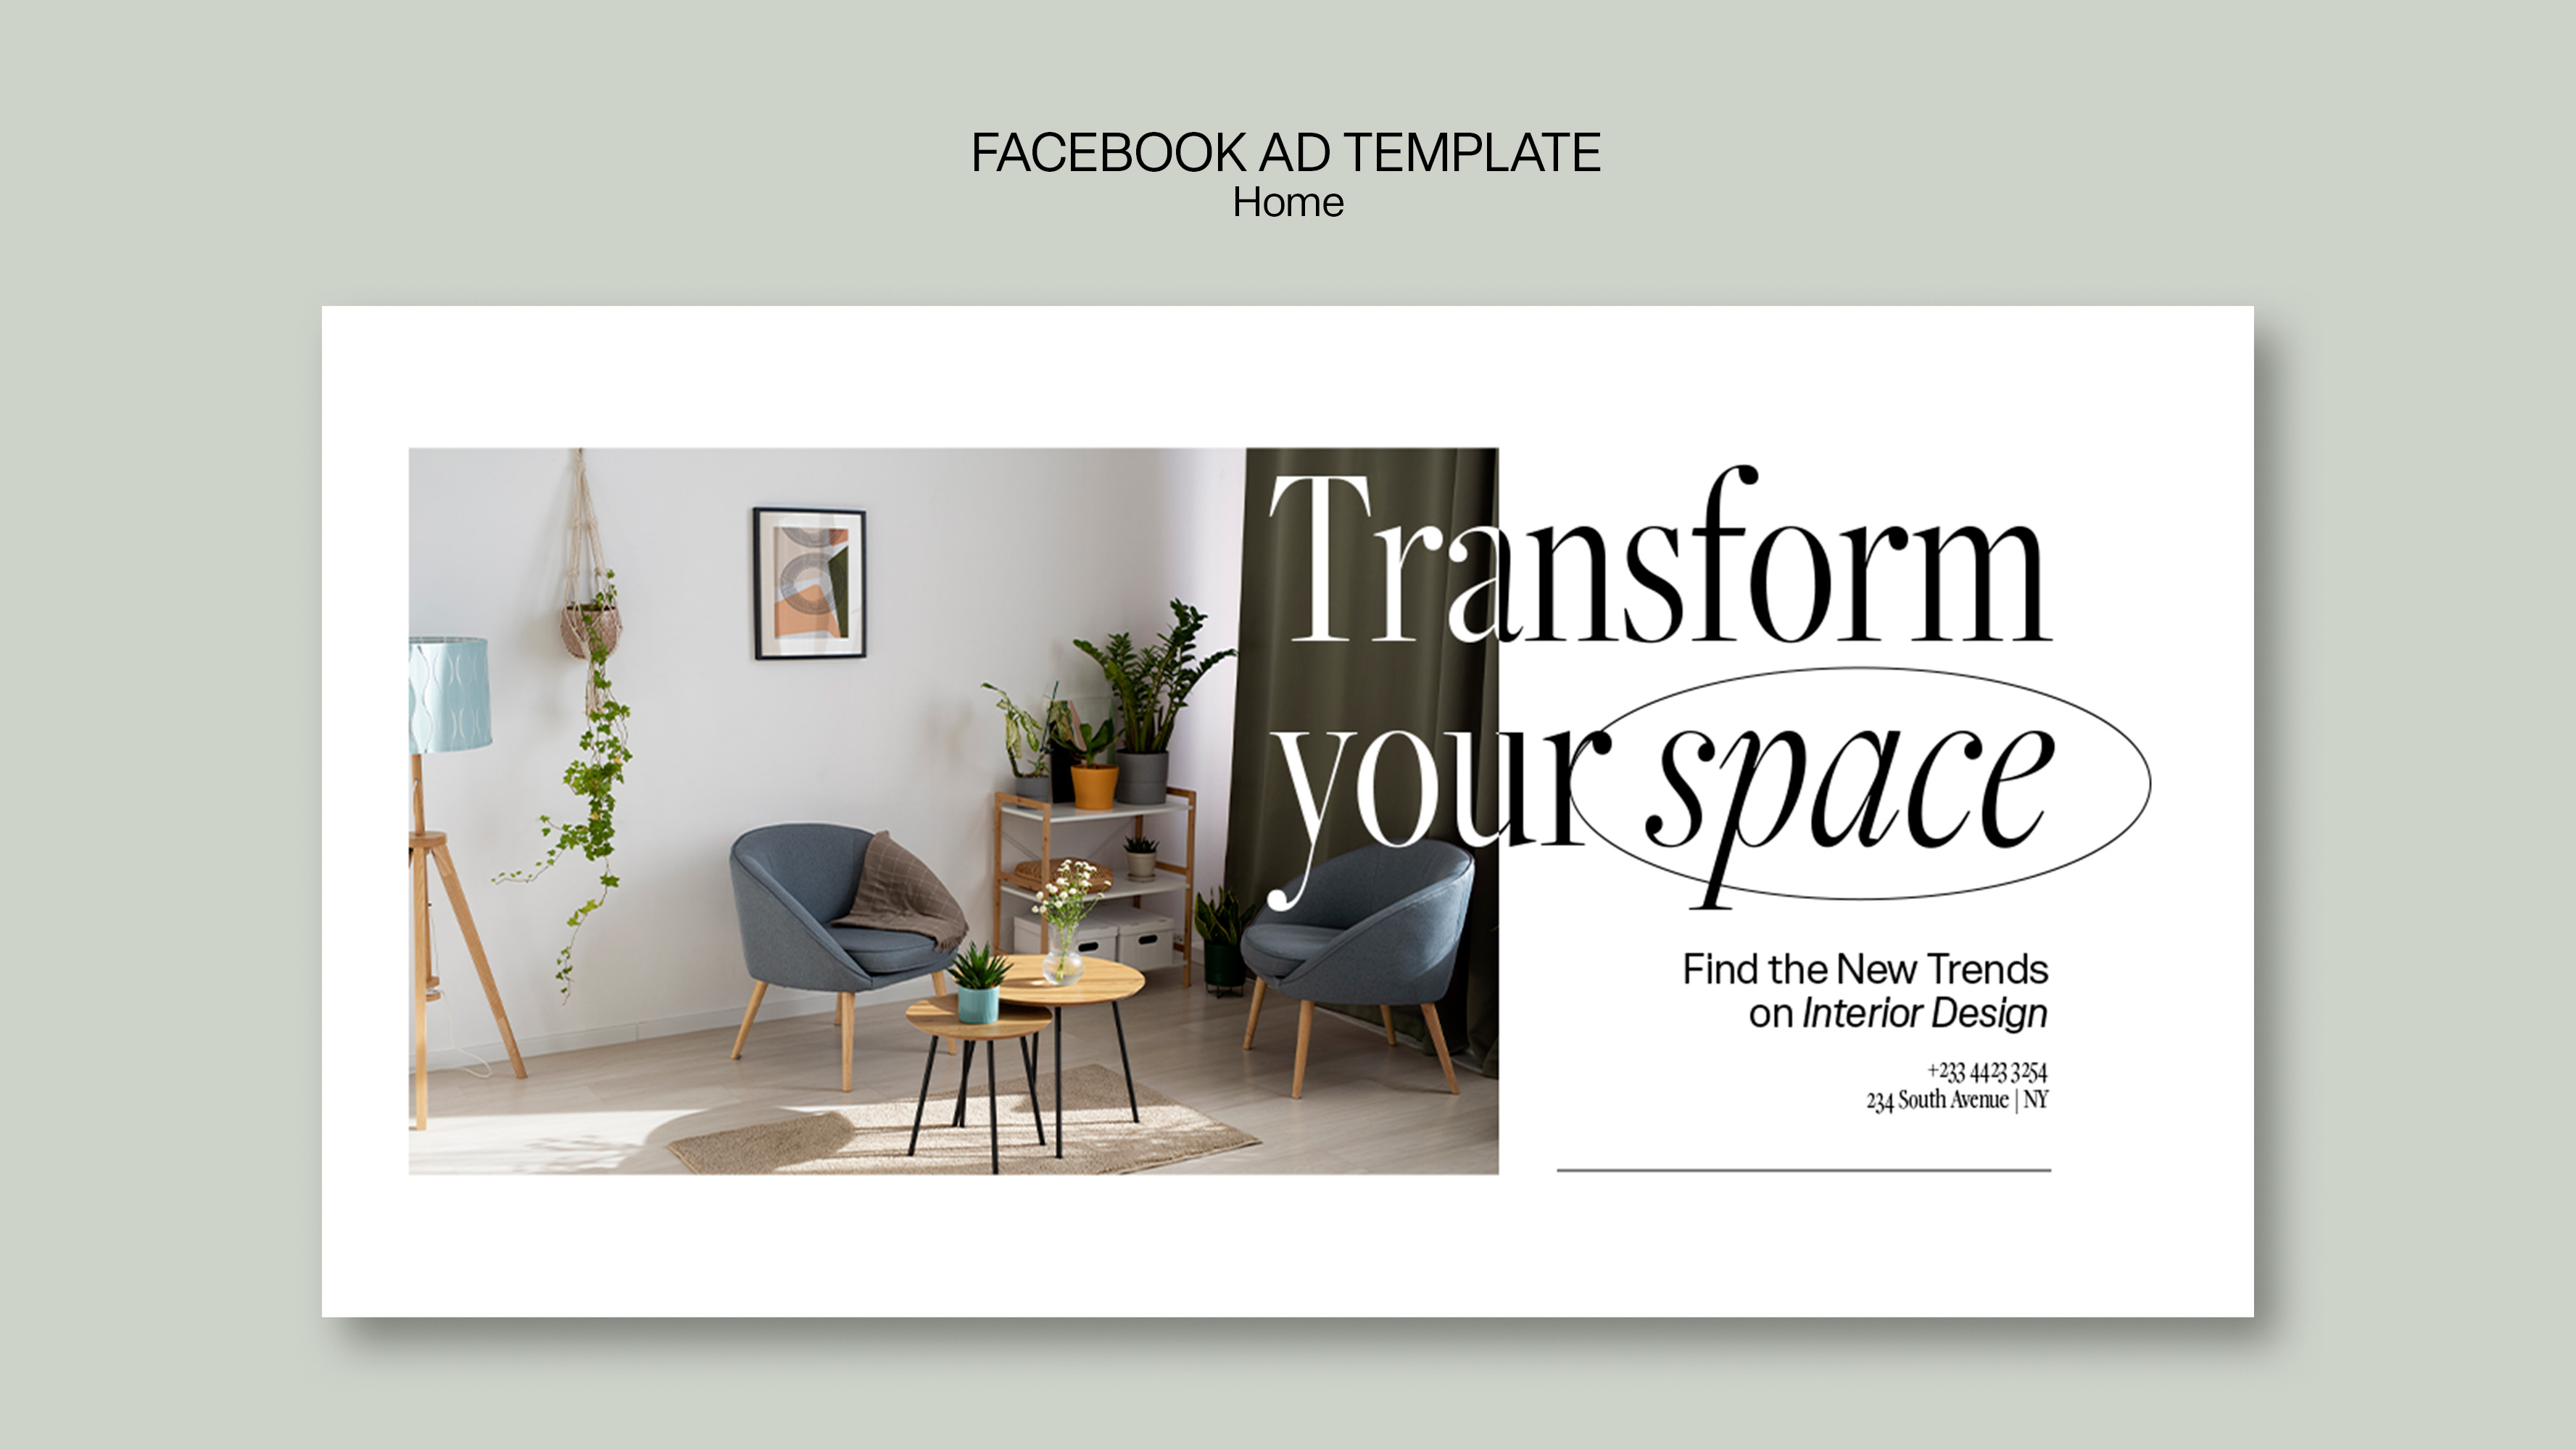 FACEBOOK AD TEMPLATE
Home
Transform
your space
Find the New Trends
on Interior Design
+233 4423 3254
234 South Avenue | NY